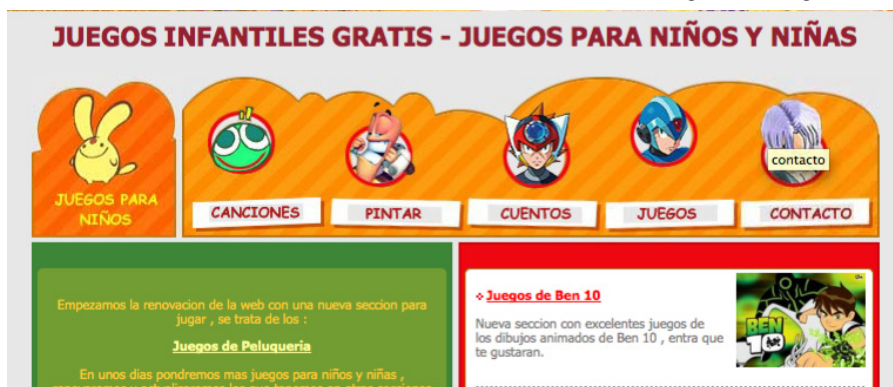 JUEGOS INFANTILES GRATIS - JUEGOS PARA NIÑOS Y NIÑAS
JUEGOS PARA
NIÑOS
CANCIONES
PINTAR
CUENTOS
JUEGOS
contacto
CONTACTO
Empezamos la renovacion de la web con una nueva seccion para
jugar , se trata de los :
Juegos de Peluquería
En unos dias pondremos mas juegos para niños y niñas ,
Juegos de Ben 10
Nueva seccion con excelentes juegos de
los dibujos animados de Ben 10 , entra que
te gustaran.
BEN
10